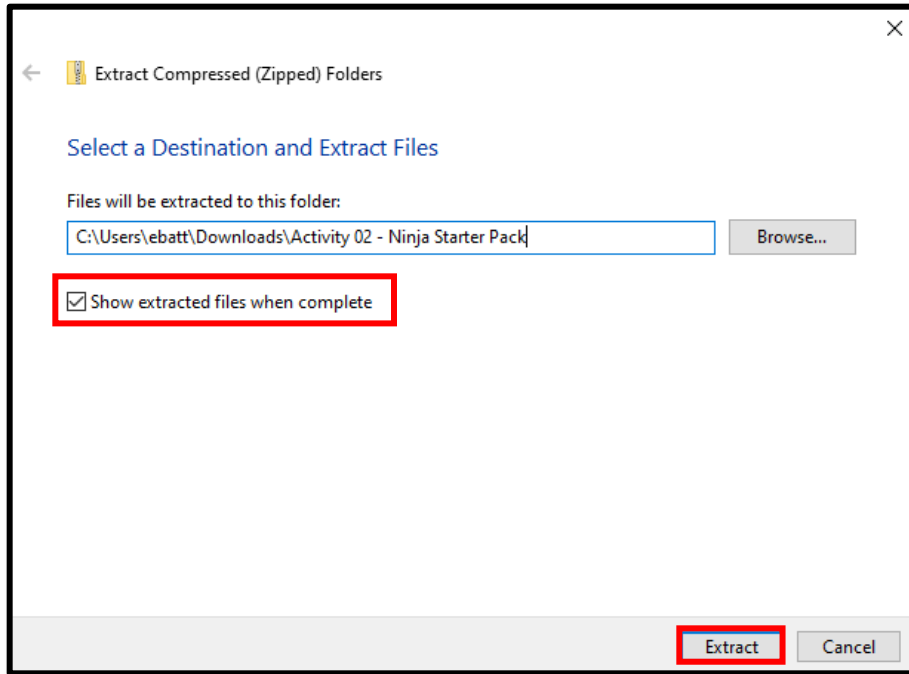 Extract Compressed (Zipped) Folders
Select a Destination and Extract Files
Files will be extracted to this folder:
C:\Users\ebatt\Downloads\Activity 02 - Ninja Starter Pack
Browse...
Show extracted files when complete
Extract
Cancel